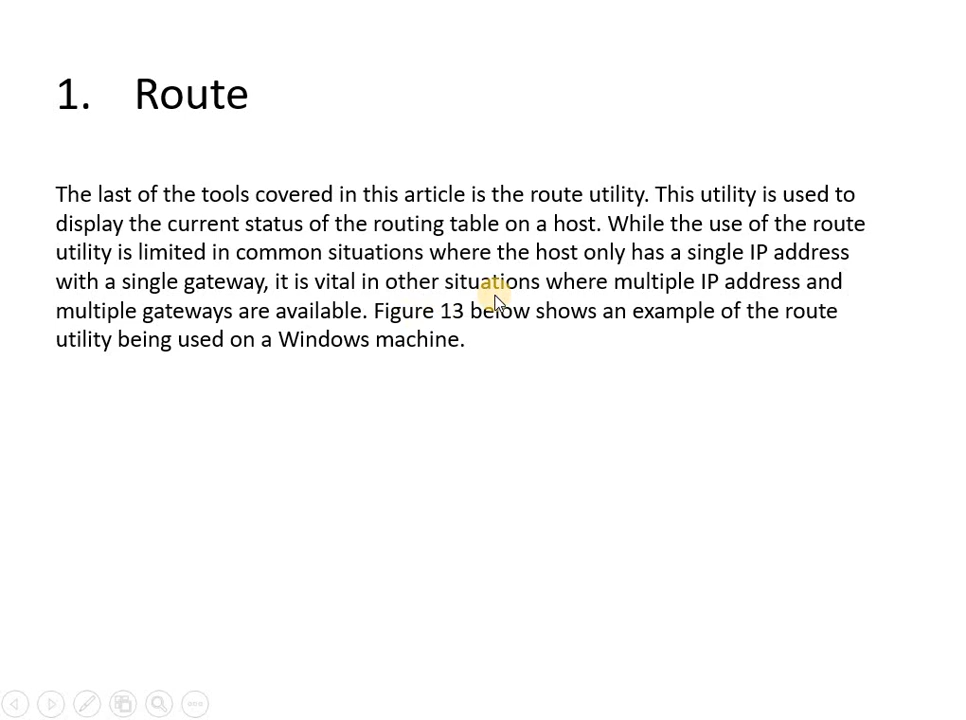 1. Route
The last of the tools covered in this article is the route utility. This utility is used to
display the current status of the routing table on a host. While the use of the route
utility is limited in common situations where the host only has a single IP address
with a single gateway, it is vital in other situations where multiple IP address and
multiple gateways are available. Figure 13 below shows an example of the route
utility being used on a Windows machine.